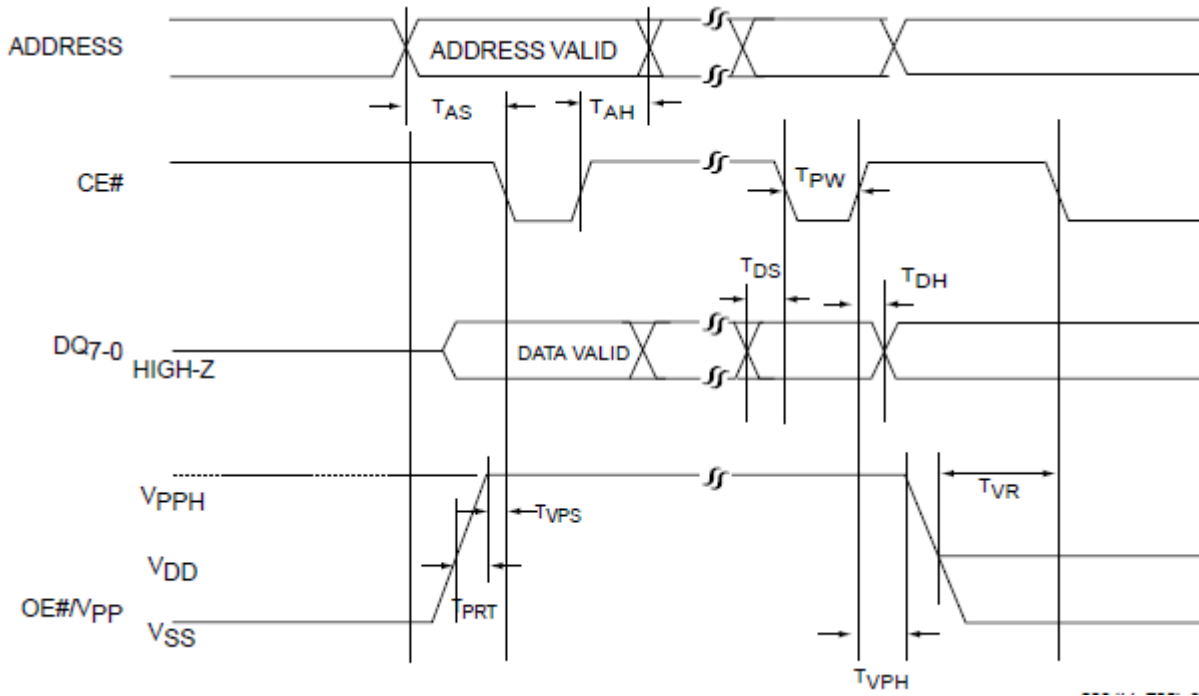 ADDRESS
ADDRESS VALID
TAS
TAH
CE#
TPW
TDS
TDH
DQ7-0
HIGH-Z
DATA VALID
VPPH
TVPS
TVR
VDD
OE#/VPP
TPRT
VSS
TVPH